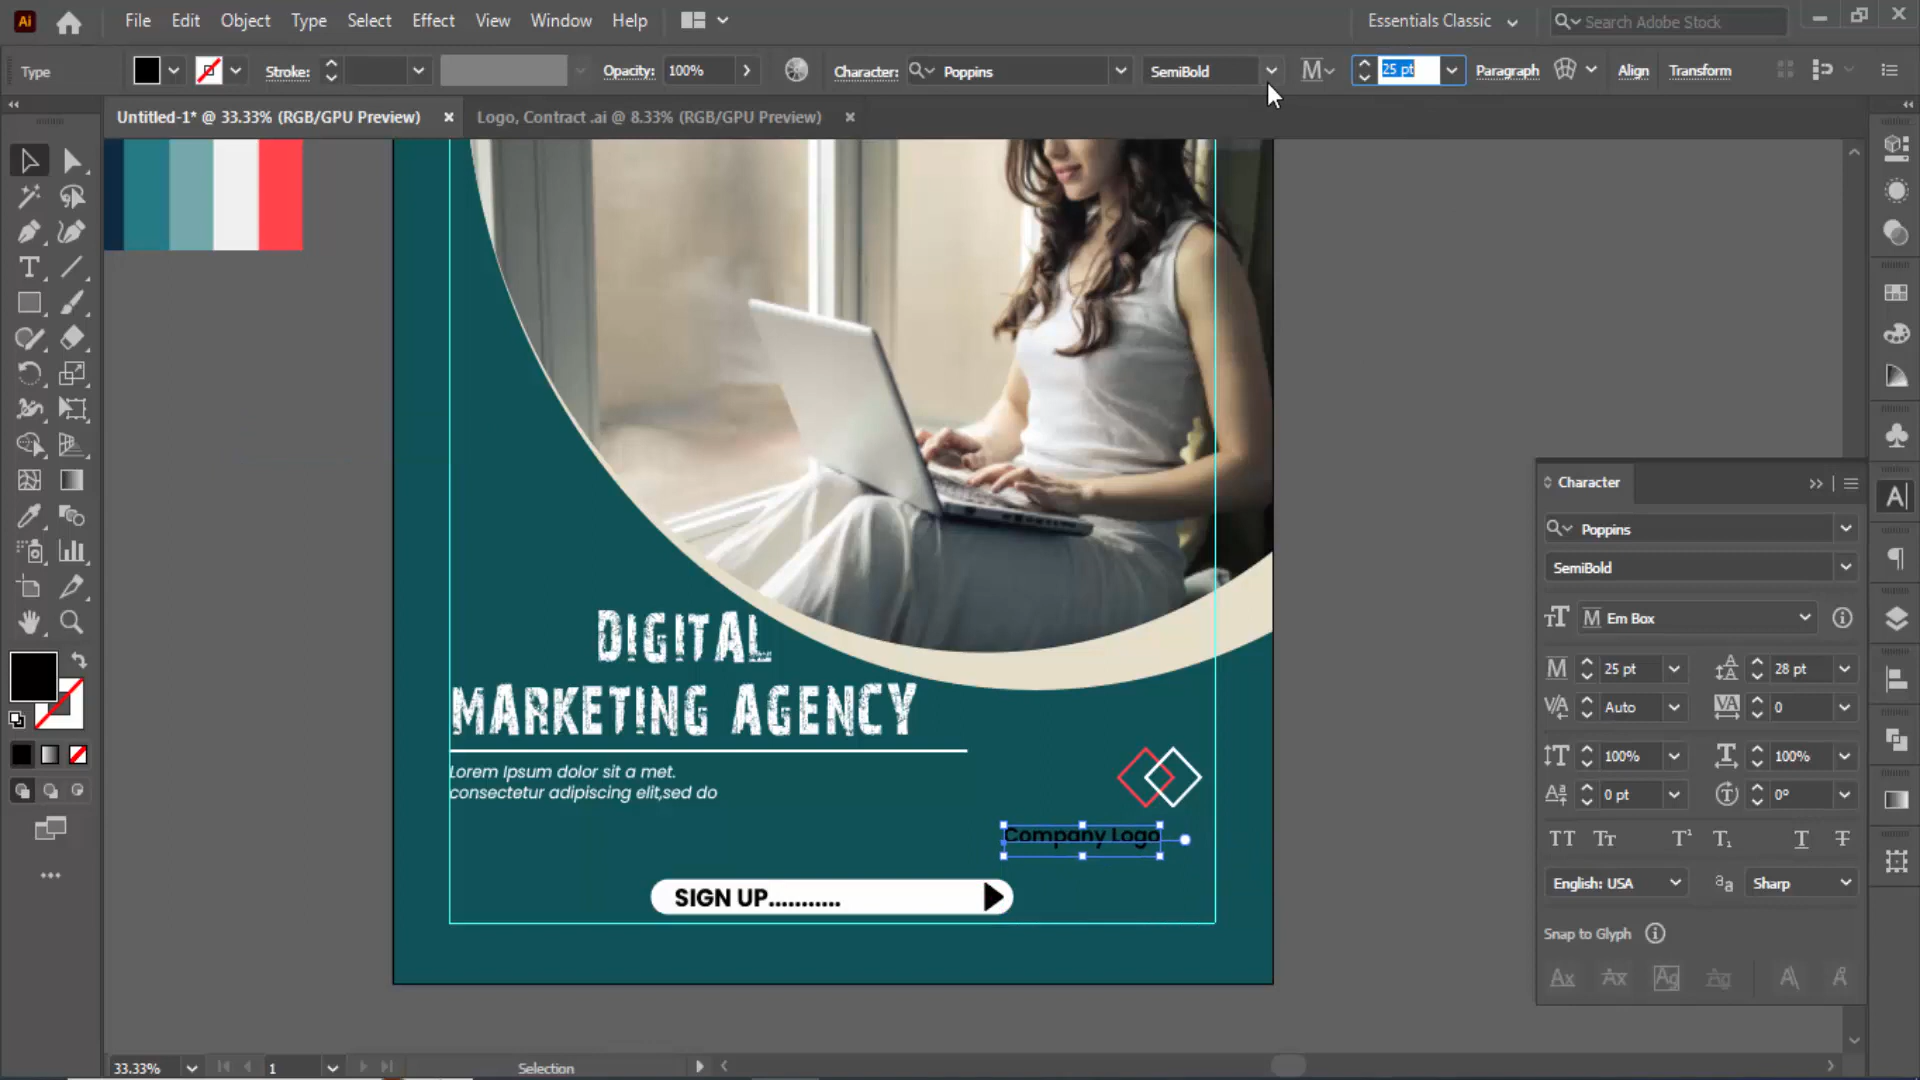 Ai File Edit Object Type Select Effect View Window Help Essentials Classic Search Adobe Stock
Type Stroke: Opacity: 100% Character: Poppins SemiBold 25 pt Paragraph Align Transform
Untitled-1* @ 33.33% (RGB/GPU Preview) Logo, Contract .ai @ 8.33% (RGB/GPU Preview)
DIGITAL
MARKETING AGENCY
Lorem Ipsum dolor sit a met.
consectetur adipiscing elit,sed do
Company Logo
SIGN UP...........
Character
Poppins
SemiBold
Em Box
25 pt 28 pt
Auto 0
100% 100%
0 pt 0°
English: USA Sharp
Snap to Glyph
33.33% 1 Selection